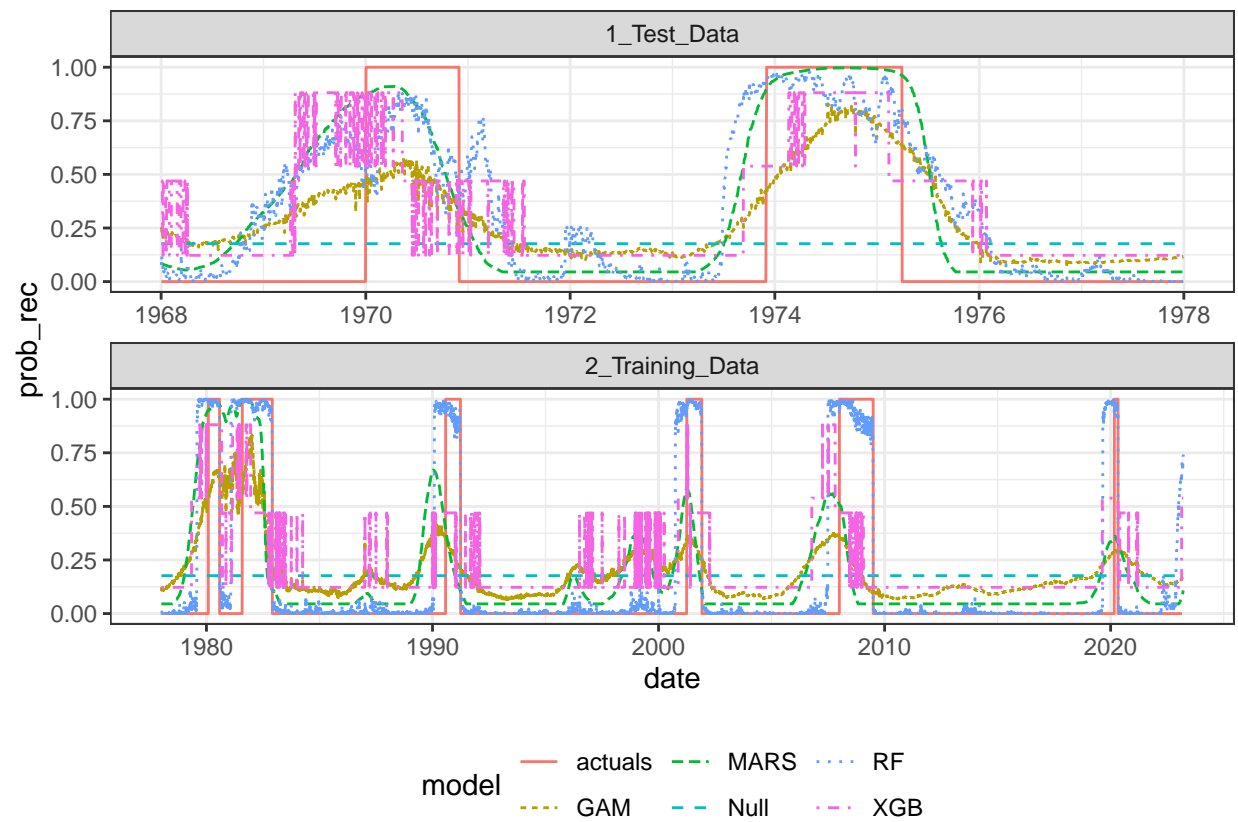 1_Test_Data
1.00
0.75
0.50
0.25
0.00
1968 1970 1972 1974 1976 1978
prob_rec
2_Training_Data
1.00
0.75
0.50
0.25
0.00
1980 1990 2000 2010 2020
date
model
actuals MARS RF
GAM Null XGB